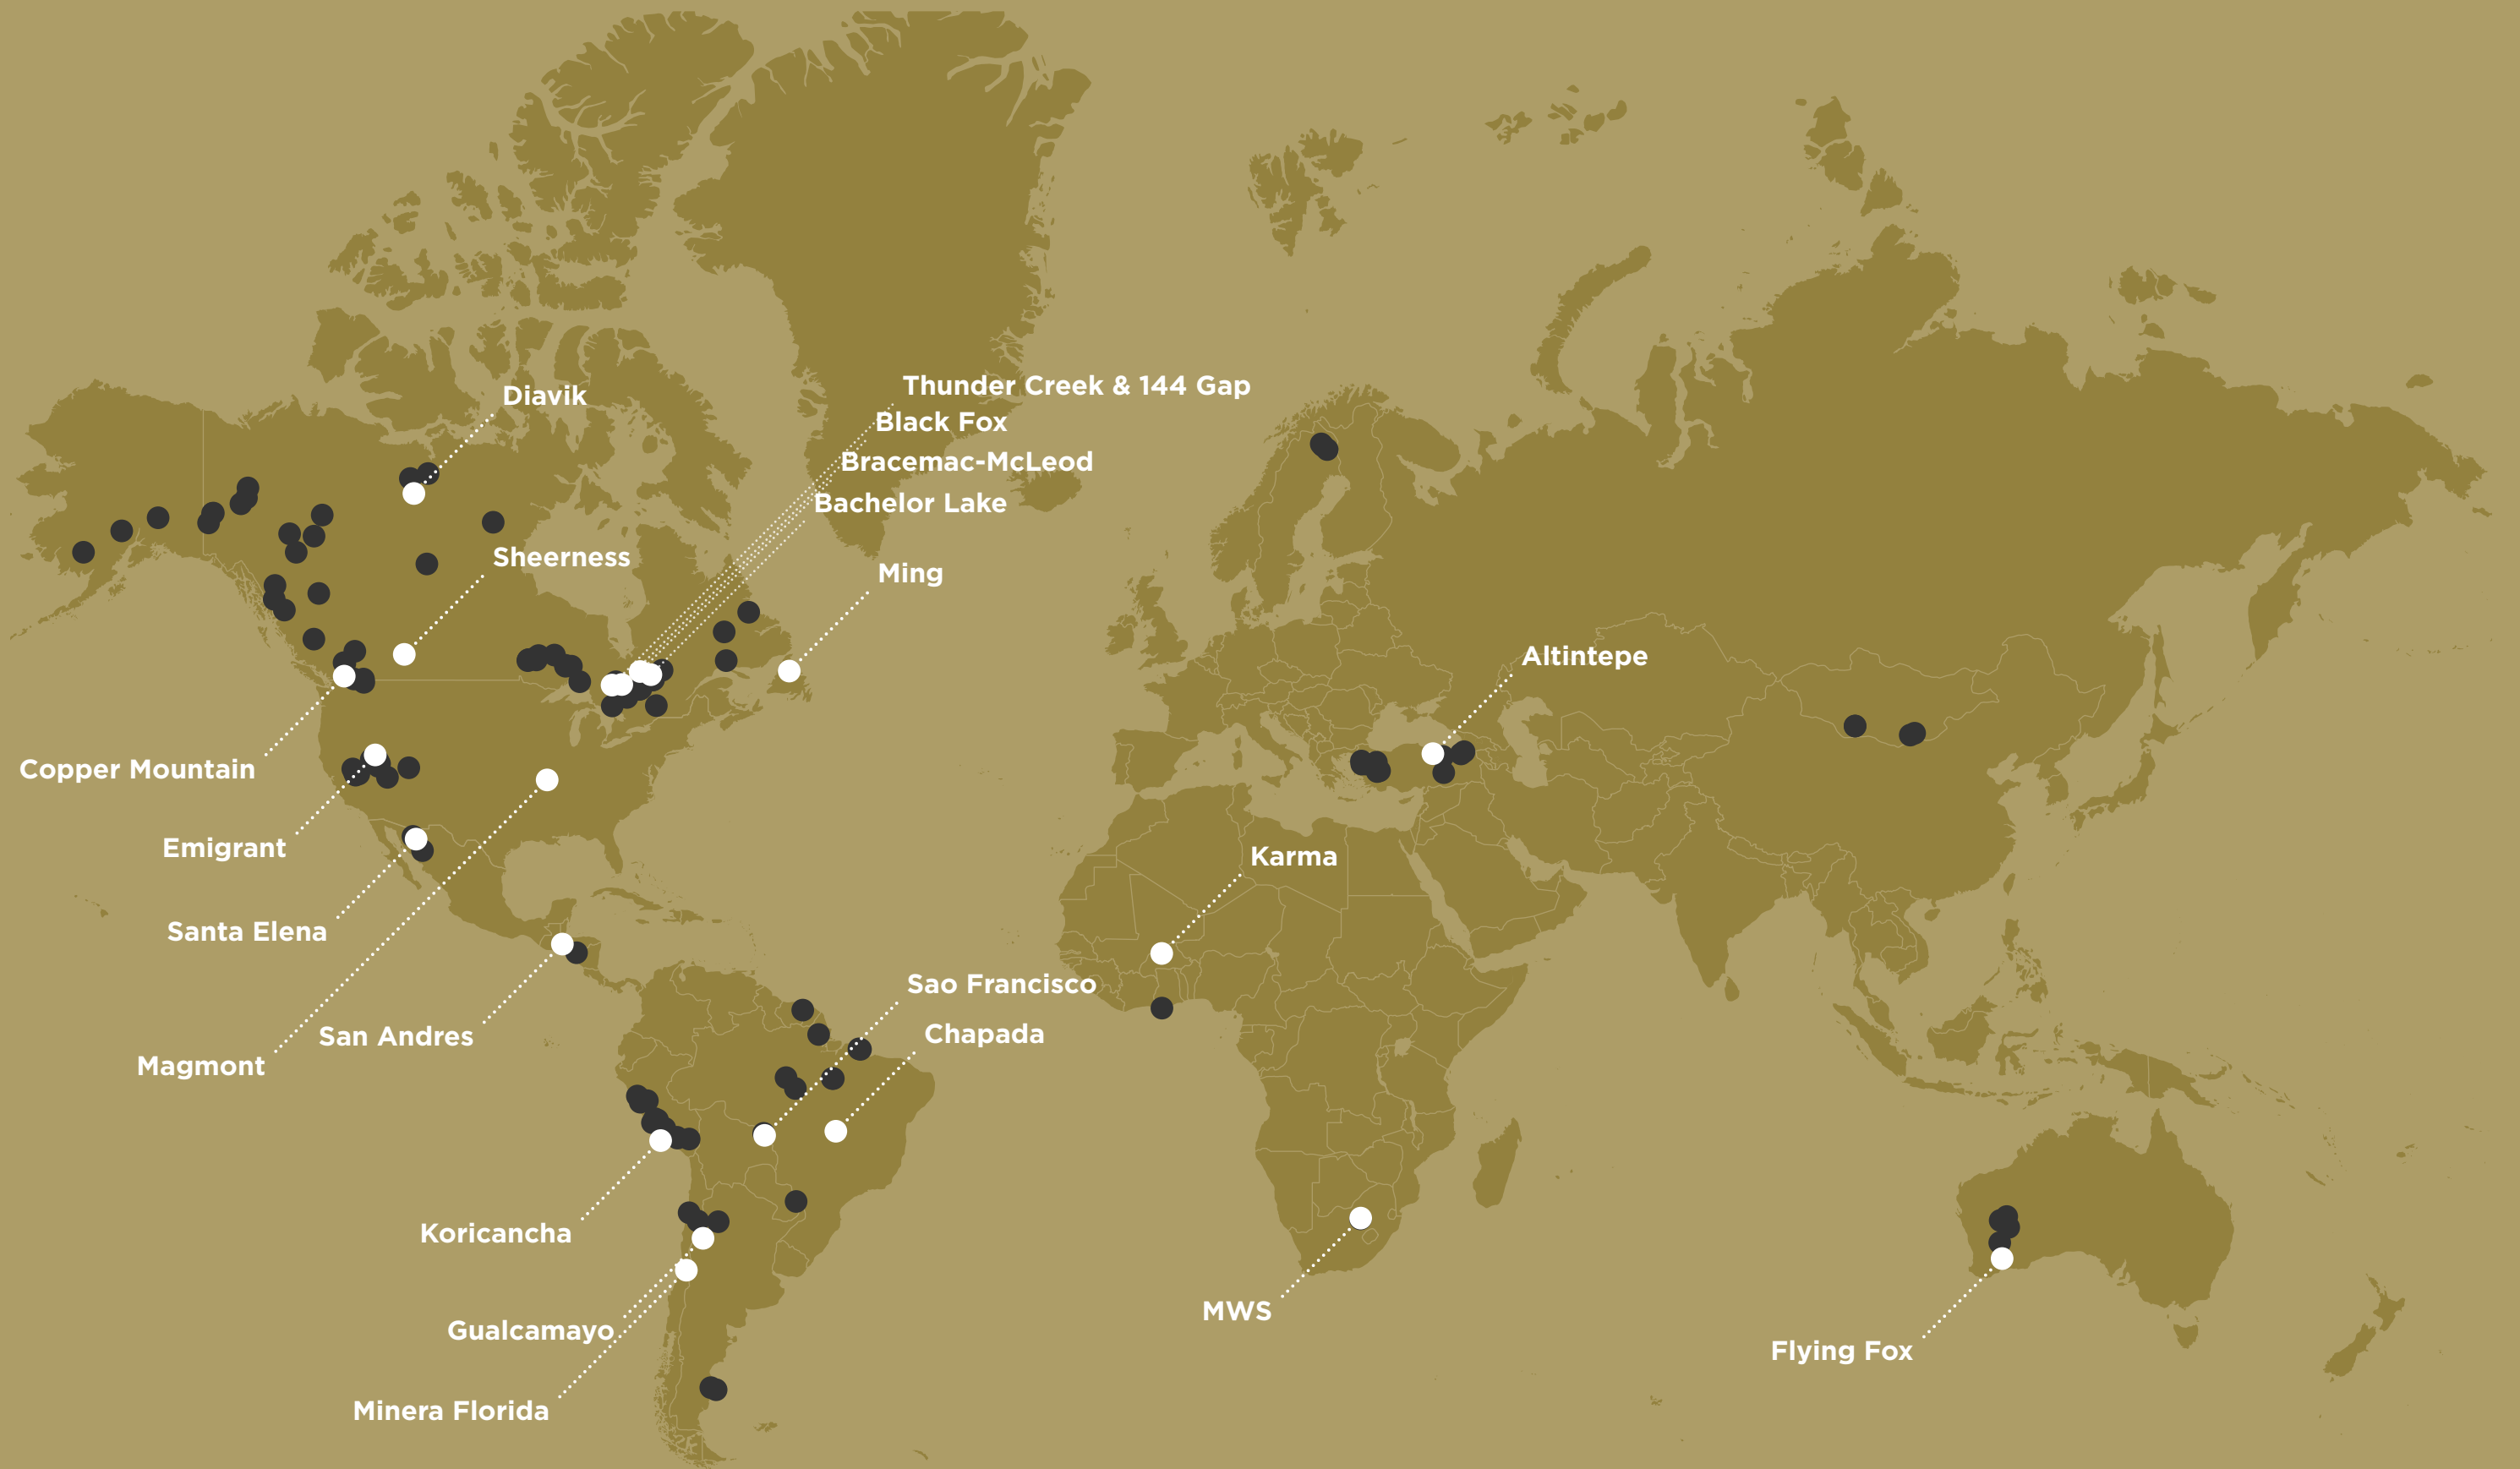 Thunder Creek & 144 Gap
Diavik
Black Fox
Bracemac-McLeod
Bachelor Lake
Sheerness
Ming
Altintepe
Copper Mountain
Emigrant
Karma
Santa Elena
Sao Francisco
San Andres
Chapada
Magmont
Koricancha
MWS
Gualcamayo
Flying Fox
Minera Florida